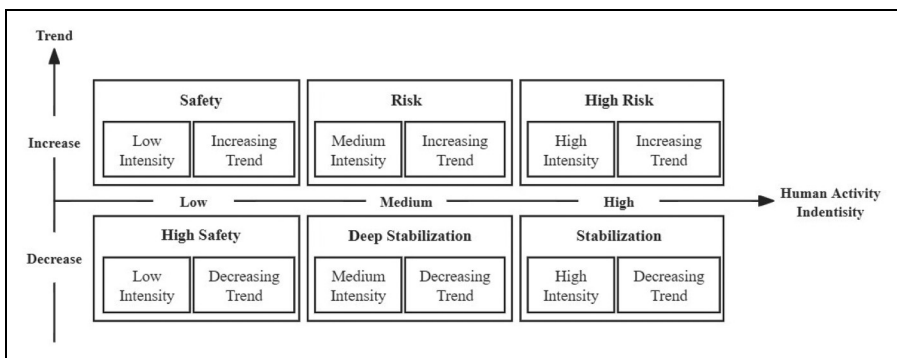 Trend
Safety
Risk
High Risk
Increase
Low
Intensity
Increasing
Trend
Medium
Intensity
Increasing
Trend
High
Intensity
Increasing
Trend
Low
Medium
High
Human Activity
Indentisity
Decrease
High Safety
Deep Stabilization
Stabilization
Low
Intensity
Decreasing
Trend
Medium
Intensity
Decreasing
Trend
High
Intensity
Decreasing
Trend